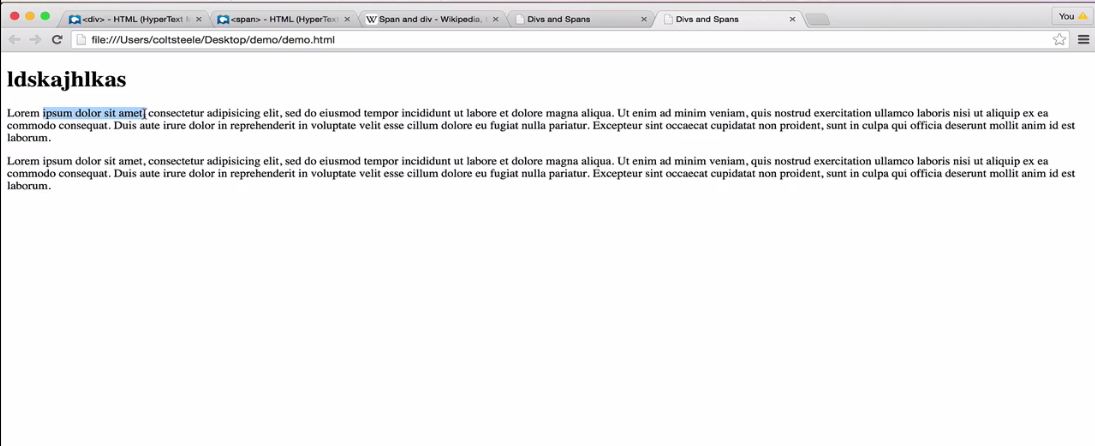 <div> - HTML (HyperText M
<span> - HTML (HyperText
Span and div - Wikipedia,
Divs and Spans
Divs and Spans
You
file:///Users/coltsteele/Desktop/demo/demo.html
ldskajhlkas
Lorem ipsum dolor sit amet, consectetur adipisicing elit, sed do eiusmod tempor incididunt ut labore et dolore magna aliqua. Ut enim ad minim veniam, quis nostrud exercitation ullamco laboris nisi ut aliquip ex ea
commodo consequat. Duis aute irure dolor in reprehenderit in voluptate velit esse cillum dolore eu fugiat nulla pariatur. Excepteur sint occaecat cupidatat non proident, sunt in culpa qui officia deserunt mollit anim id est
laborum.
Lorem ipsum dolor sit amet, consectetur adipisicing elit, sed do eiusmod tempor incididunt ut labore et dolore magna aliqua. Ut enim ad minim veniam, quis nostrud exercitation ullamco laboris nisi ut aliquip ex ea
commodo consequat. Duis aute irure dolor in reprehenderit in voluptate velit esse cillum dolore eu fugiat nulla pariatur. Excepteur sint occaecat cupidatat non proident, sunt in culpa qui officia deserunt mollit anim id est
laborum.